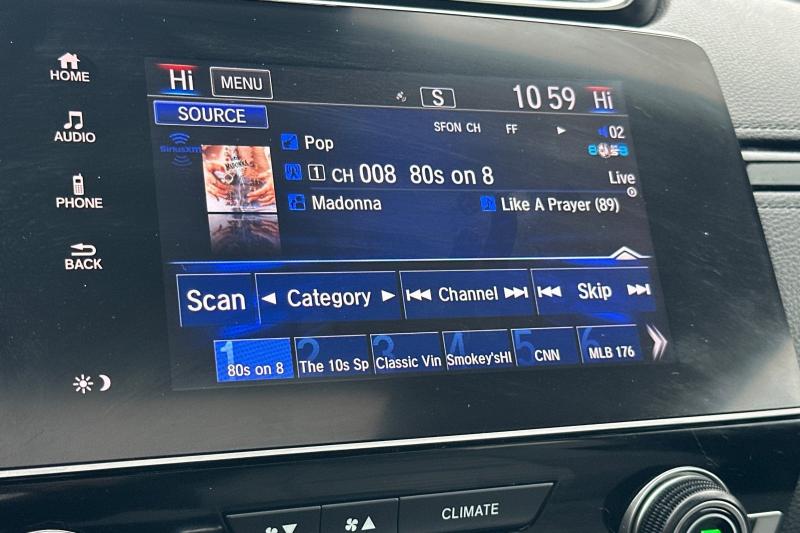 HOME
AUDIO
PHONE
BACK
Hi MENU S 10 59 Hi
SOURCE
SFON CH FF 02
SiriusXM
Pop
1 CH 008 80s on 8 Live
MADONNA
Madonna Like A Prayer (89)
Scan Category Channel Skip
1 2 3 4 5 6
80s on 8 The 10s Sp Classic Vin Smokey'sHI CNN MLB 176
CLIMATE